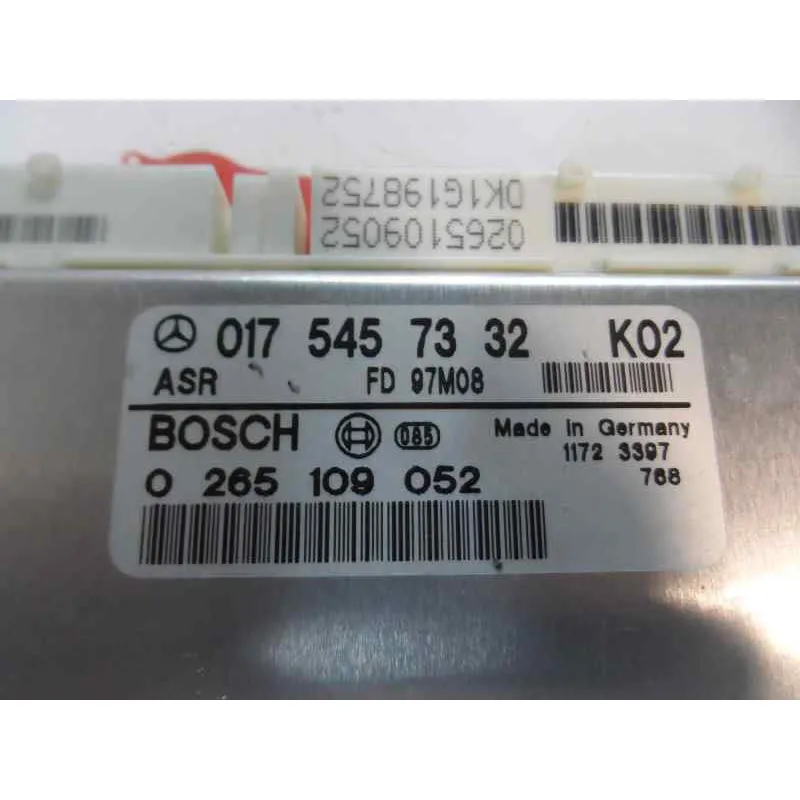 DK1G198752
0265109052
017 545 73 32 K02
ASR FD 97M08
BOSCH 085 Made in Germany
1172 3397
0 265 109 052 768